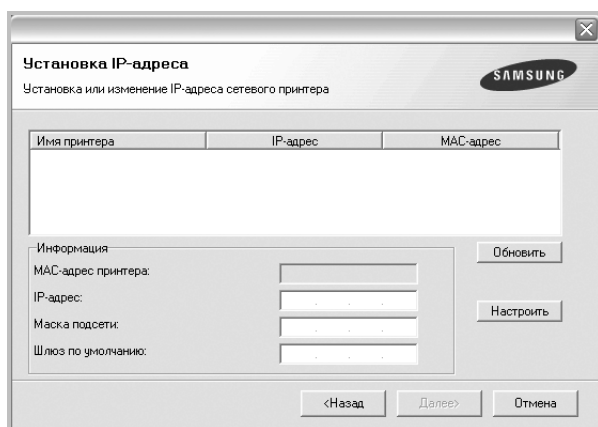 Установка IP-адреса
Установка или изменение IP-адреса сетевого принтера
SAMSUNG
Имя принтера IP-адрес MAC-адрес
Информация
MAC-адрес принтера:
IP-адрес:
Маска подсети:
Шлюз по умолчанию:
Обновить
Настроить
<Назад Далее> Отмена